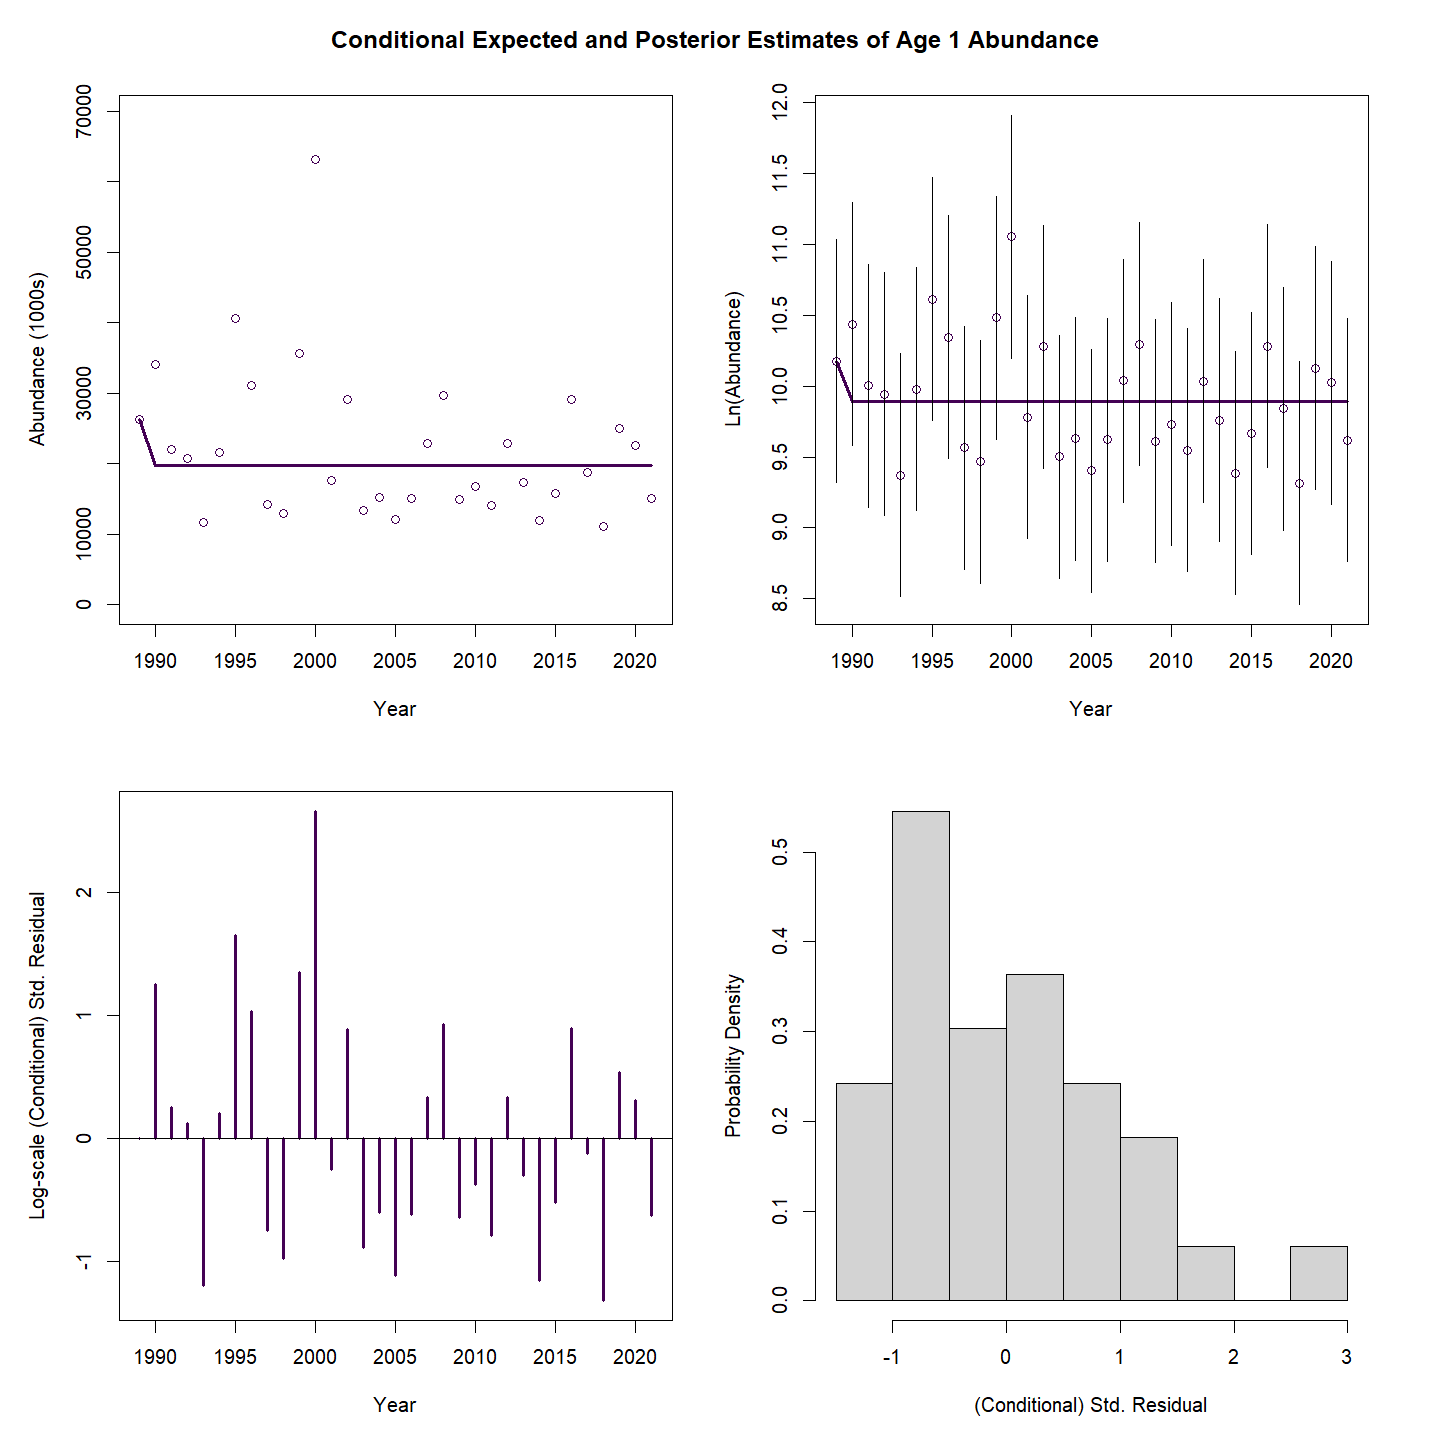 Conditional Expected and Posterior Estimates of Age 1 Abundance
Abundance (1000s)
70000
50000
30000
10000
0
1990 1995 2000 2005 2010 2015 2020
Year
Ln(Abundance)
12.0
11.5
11.0
10.5
10.0
9.5
9.0
8.5
1990 1995 2000 2005 2010 2015 2020
Year
Log-scale (Conditional) Std. Residual
2
1
0
-1
1990 1995 2000 2005 2010 2015 2020
Year
Probability Density
0.5
0.4
0.3
0.2
0.1
0.0
-1 0 1 2 3
(Conditional) Std. Residual